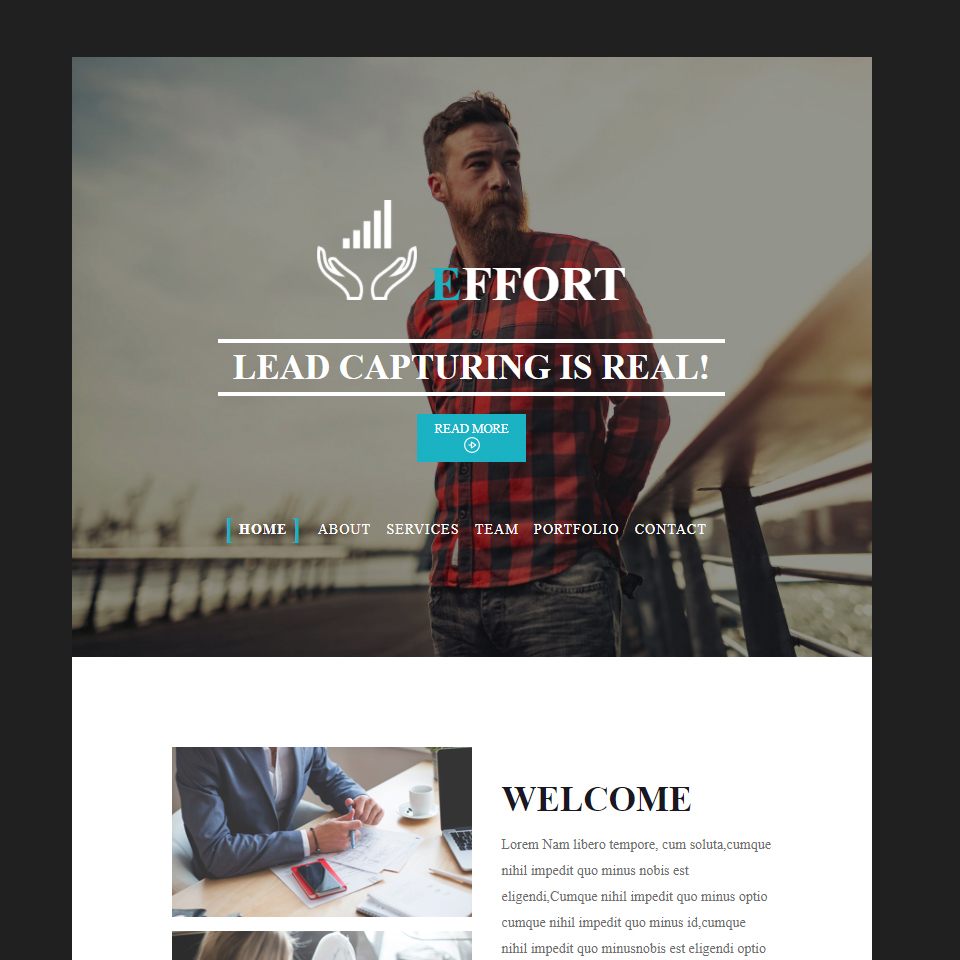 EFFORT
LEAD CAPTURING IS REAL!
READ MORE
HOME ABOUT SERVICES TEAM PORTFOLIO CONTACT
WELCOME
Lorem Nam libero tempore, cum soluta,cumque
nihil impedit quo minus nobis est
eligendi,Cumque nihil impedit quo minus optio
cumque nihil impedit quo minus id,cumque
nihil impedit quo minusnobis est eligendi optio